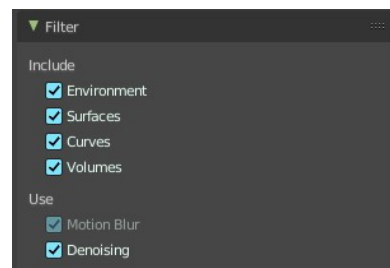 Filter
Include
Environment
Surfaces
Curves
Volumes
Use
Motion Blur
Denoising